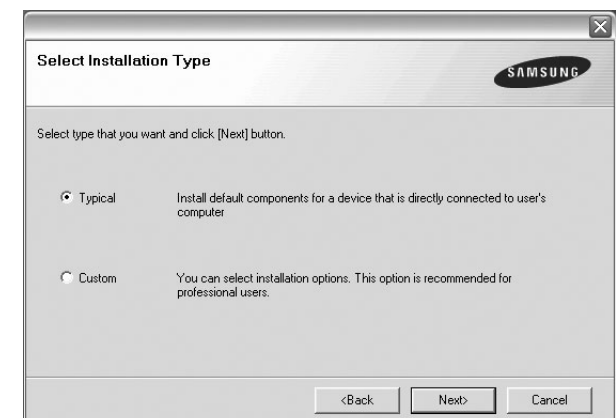 Select Installation Type
SAMSUNG
Select type that you want and click [Next] button.
Typical
Install default components for a device that is directly connected to user's
computer
Custom
You can select installation options. This option is recommended for
professional users.
<Back
Next>
Cancel